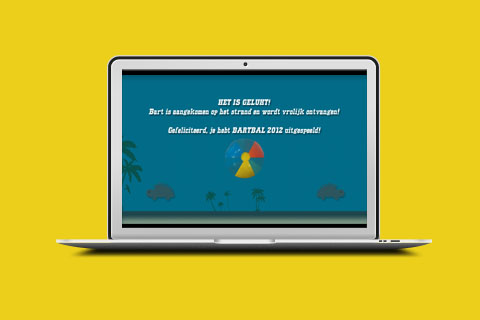 HET IS GELUKT!
Bart is aangekomen op het strand en wordt vrolijk ontvangen!
Gefeliciteerd, je hebt BARTBAL 2012 uitgespeeld!